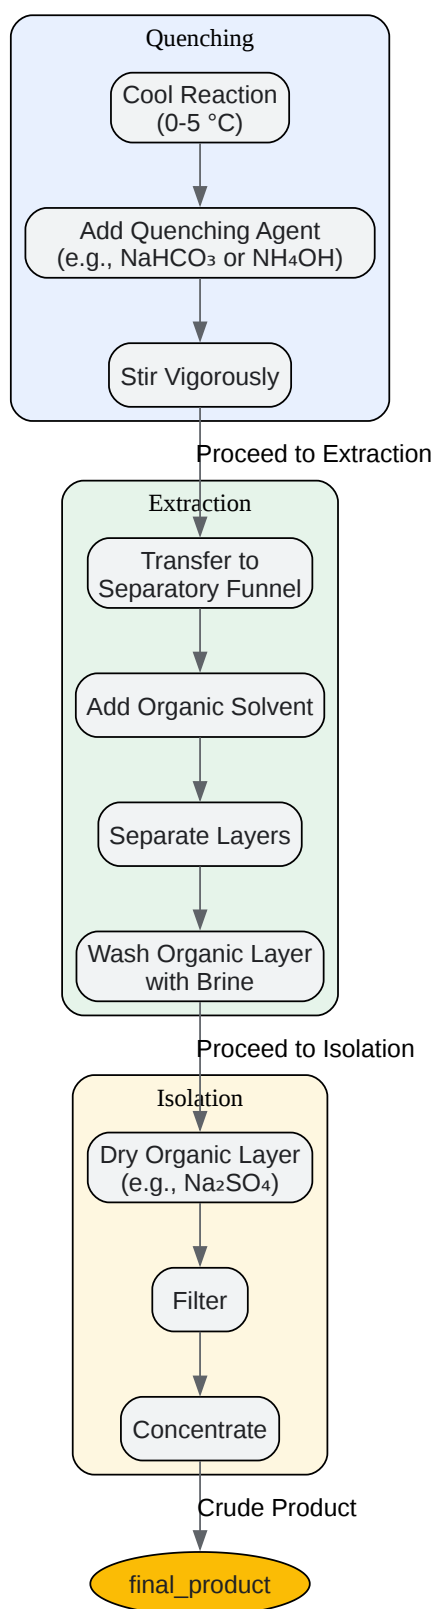 Quenching
Cool Reaction
(0-5 °C)
Add Quenching Agent
(e.g., NaHCO₃ or NH₄OH)
Stir Vigorously
Proceed to Extraction
Extraction
Transfer to
Separatory Funnel
Add Organic Solvent
Separate Layers
Wash Organic Layer
with Brine
Proceed to Isolation
Isolation
Dry Organic Layer
(e.g., Na₂SO₄)
Filter
Concentrate
Crude Product
final_product